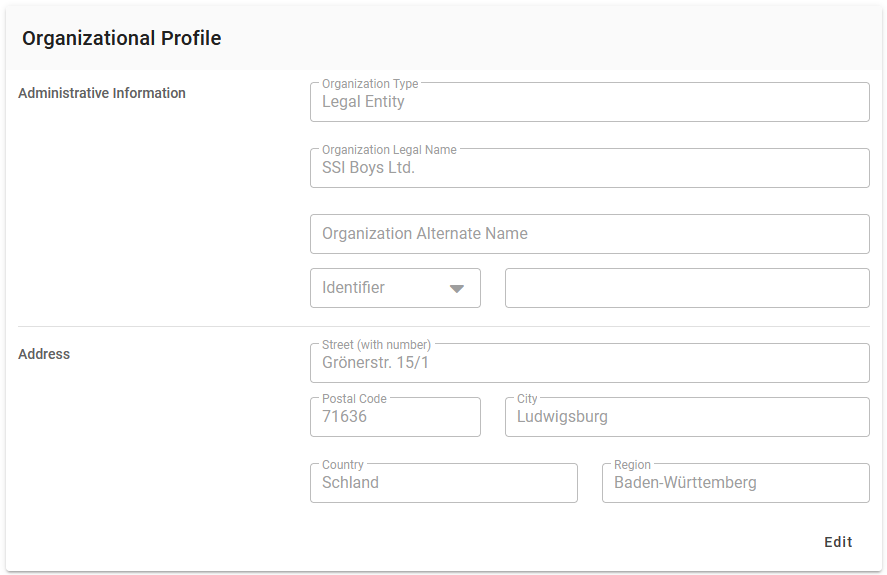 Organizational Profile
Administrative Information
Organization Type
Legal Entity
Organization Legal Name
SSI Boys Ltd.
Organization Alternate Name
Identifier
Address
Street (with number)
Grönerstr. 15/1
Postal Code
71636
City
Ludwigsburg
Country
Schland
Region
Baden-Württemberg
Edit